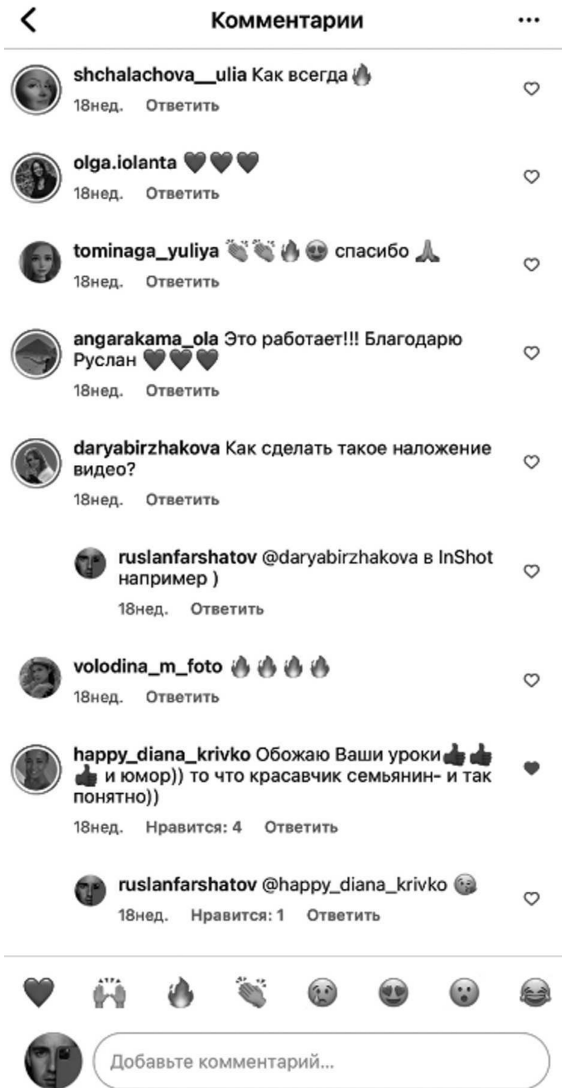 Комментарии
shchalachova__ulia Как всегда🔥
18нед. Ответить
olga.iolanta 🖤🖤🖤
18нед. Ответить
tominaga_yuliya 👏👏🔥😍 спасибо 🙏
18нед. Ответить
angarakama_ola Это работает!!! Благодарю
Руслан 🖤🖤🖤
18нед. Ответить
daryabirzhakova Как сделать такое наложение
видео?
18нед. Ответить
ruslanfarshatov @daryabirzhakova в InShot
например )
18нед. Ответить
volodina_m_foto 🔥🔥🔥🔥
18нед. Ответить
happy_diana_krivko Обожаю Ваши уроки👍👍
👍 и юмор)) то что красавчик семьянин- и так
понятно))
18нед. Нравится: 4 Ответить
ruslanfarshatov @happy_diana_krivko 😘
18нед. Нравится: 1 Ответить
Добавьте комментарий...